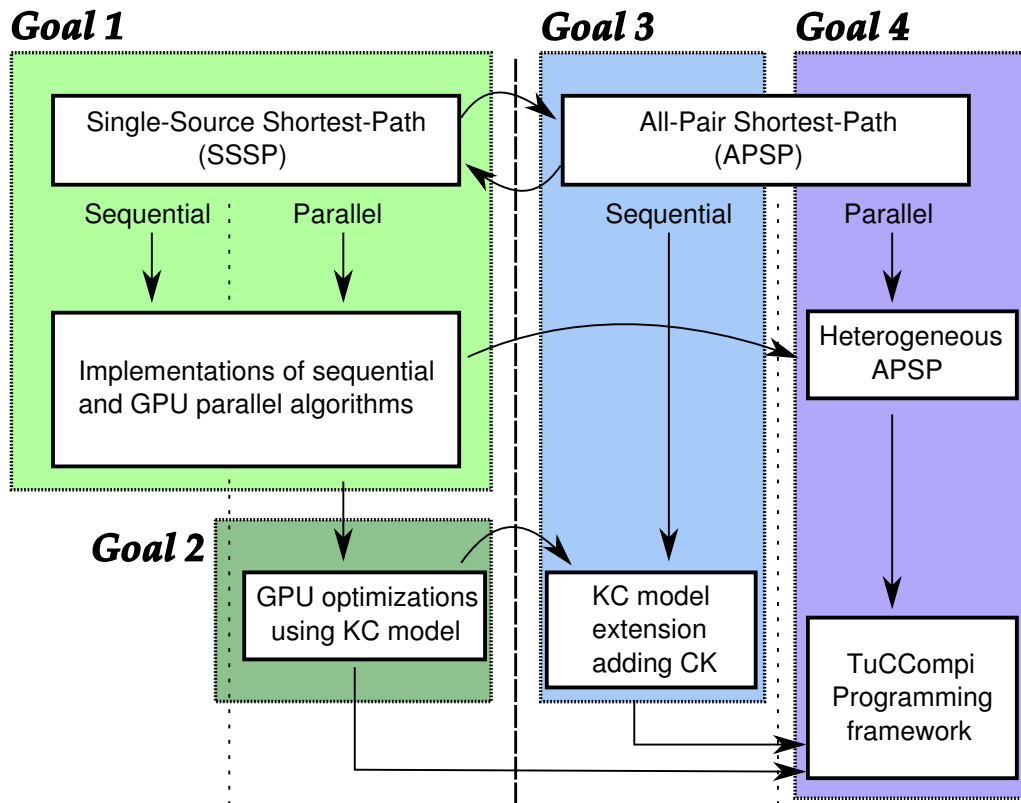 Goal 1
Goal 3
Goal 4
Single-Source Shortest-Path
(SSSP)
All-Pair Shortest-Path
(APSP)
Sequential
Parallel
Sequential
Parallel
Implementations of sequential
and GPU parallel algorithms
Heterogeneous
APSP
Goal 2
GPU optimizations
using KC model
KC model
extension
adding CK
TuCCompi
Programming
framework